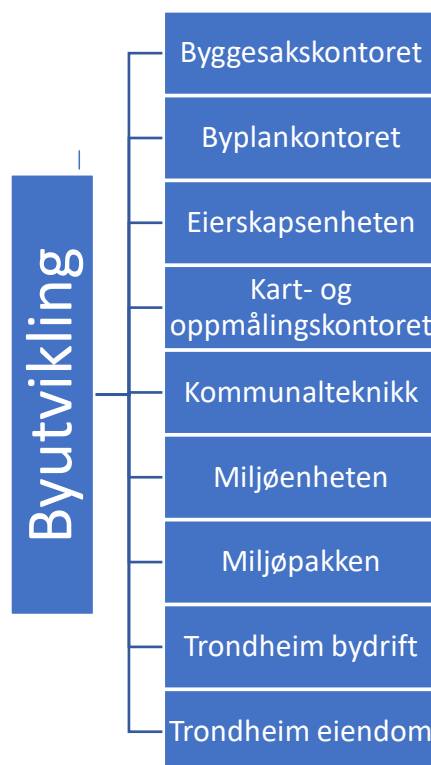 Byutvikling
Byggesakskontoret
Byplankontoret
Eierskapsenheten
Kart- og
oppmålingskontoret
Kommunalteknikk
Miljøenheten
Miljøpakken
Trondheim bydrift
Trondheim eiendom